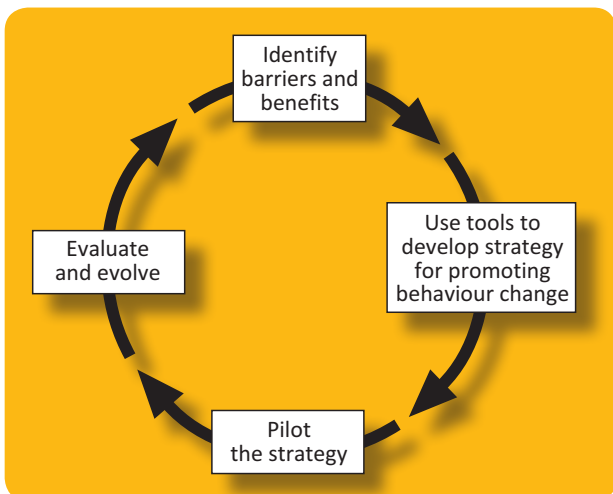 Identify
barriers and
benefits
Use tools to
develop strategy
for promoting
behaviour change
Pilot
the strategy
Evaluate
and evolve